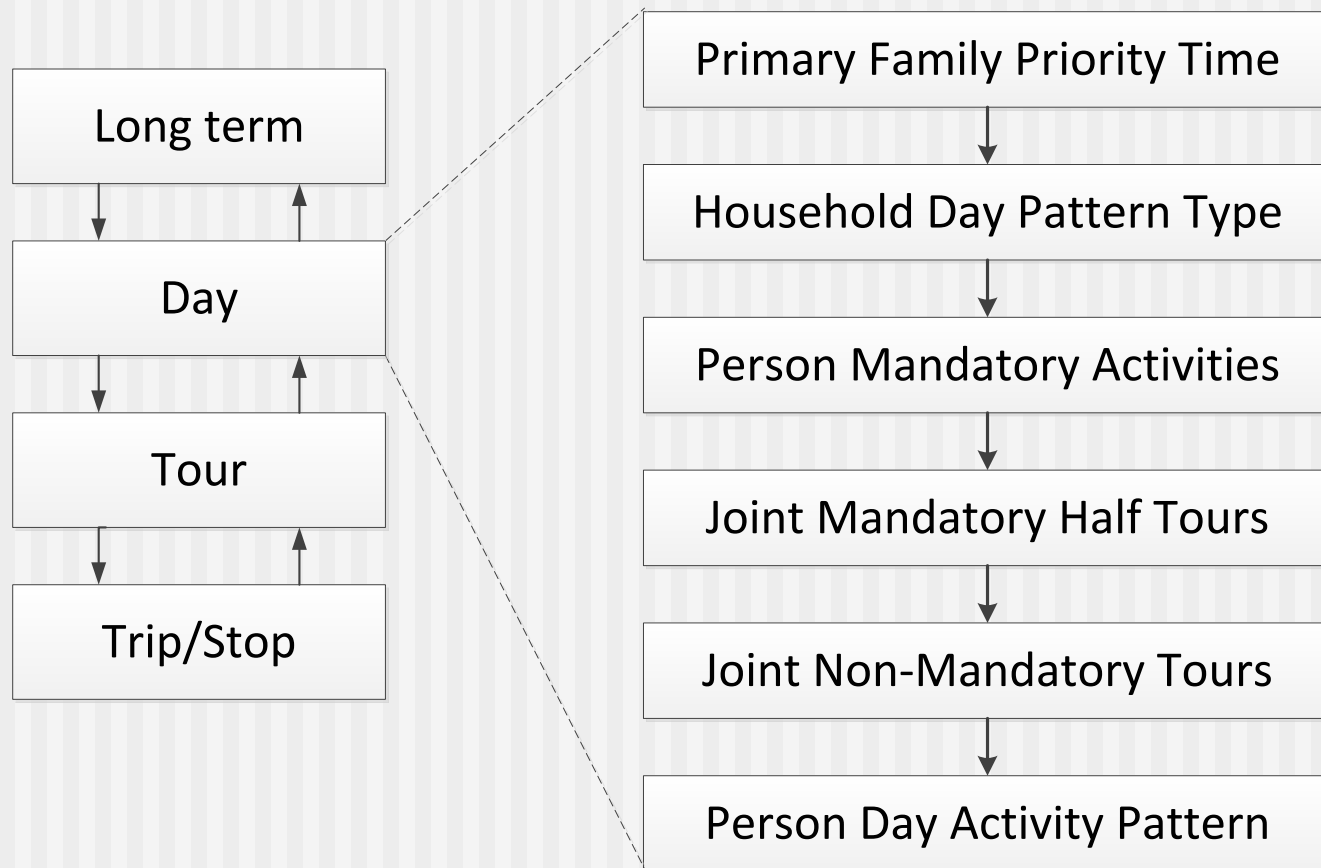 Long term
Day
Tour
Trip/Stop
Primary Family Priority Time
Household Day Pattern Type
Person Mandatory Activities
Joint Mandatory Half Tours
Joint Non-Mandatory Tours
Person Day Activity Pattern